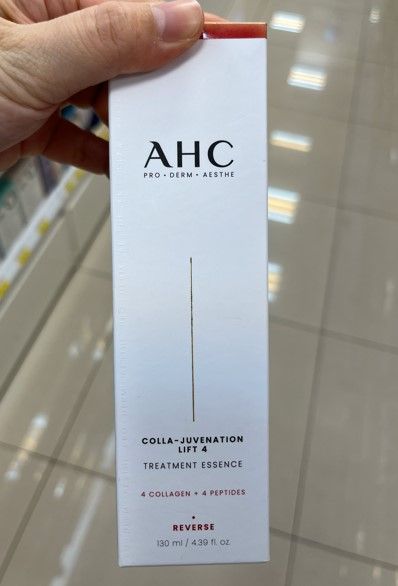 AHC
PRO • DERM • AESTHE
COLLA-JUVENATION
LIFT 4
TREATMENT ESSENCE
4 COLLAGEN + 4 PEPTIDES
REVERSE
130 ml / 4.39 fl. oz.